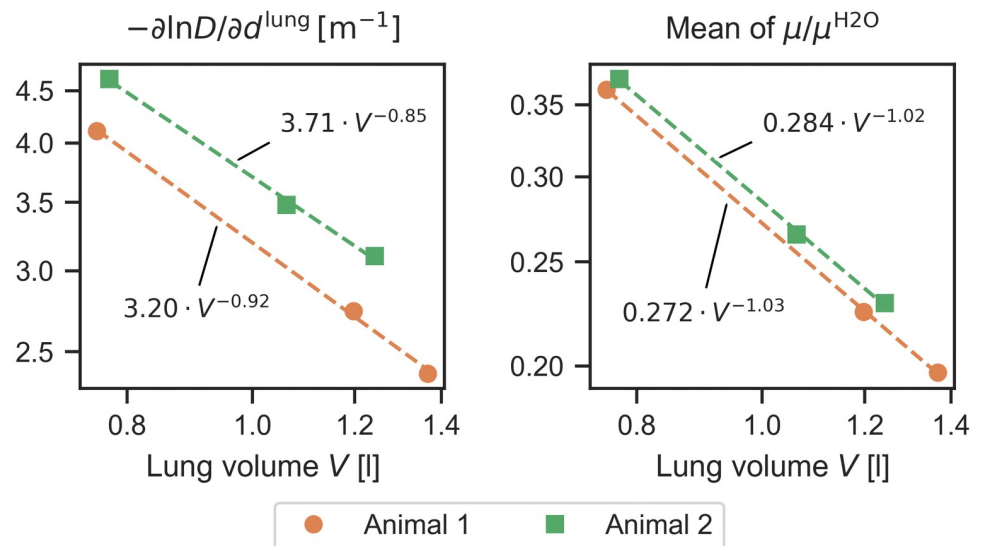 −∂lnD/∂d^lung [m⁻¹]
4.5
4.0
3.5
3.0
2.5
3.71 · V^−0.85
3.20 · V^−0.92
0.8 1.0 1.2 1.4
Lung volume V [l]
Mean of μ/μ^H2O
0.35
0.30
0.25
0.20
0.284 · V^−1.02
0.272 · V^−1.03
0.8 1.0 1.2 1.4
Lung volume V [l]
Animal 1 Animal 2